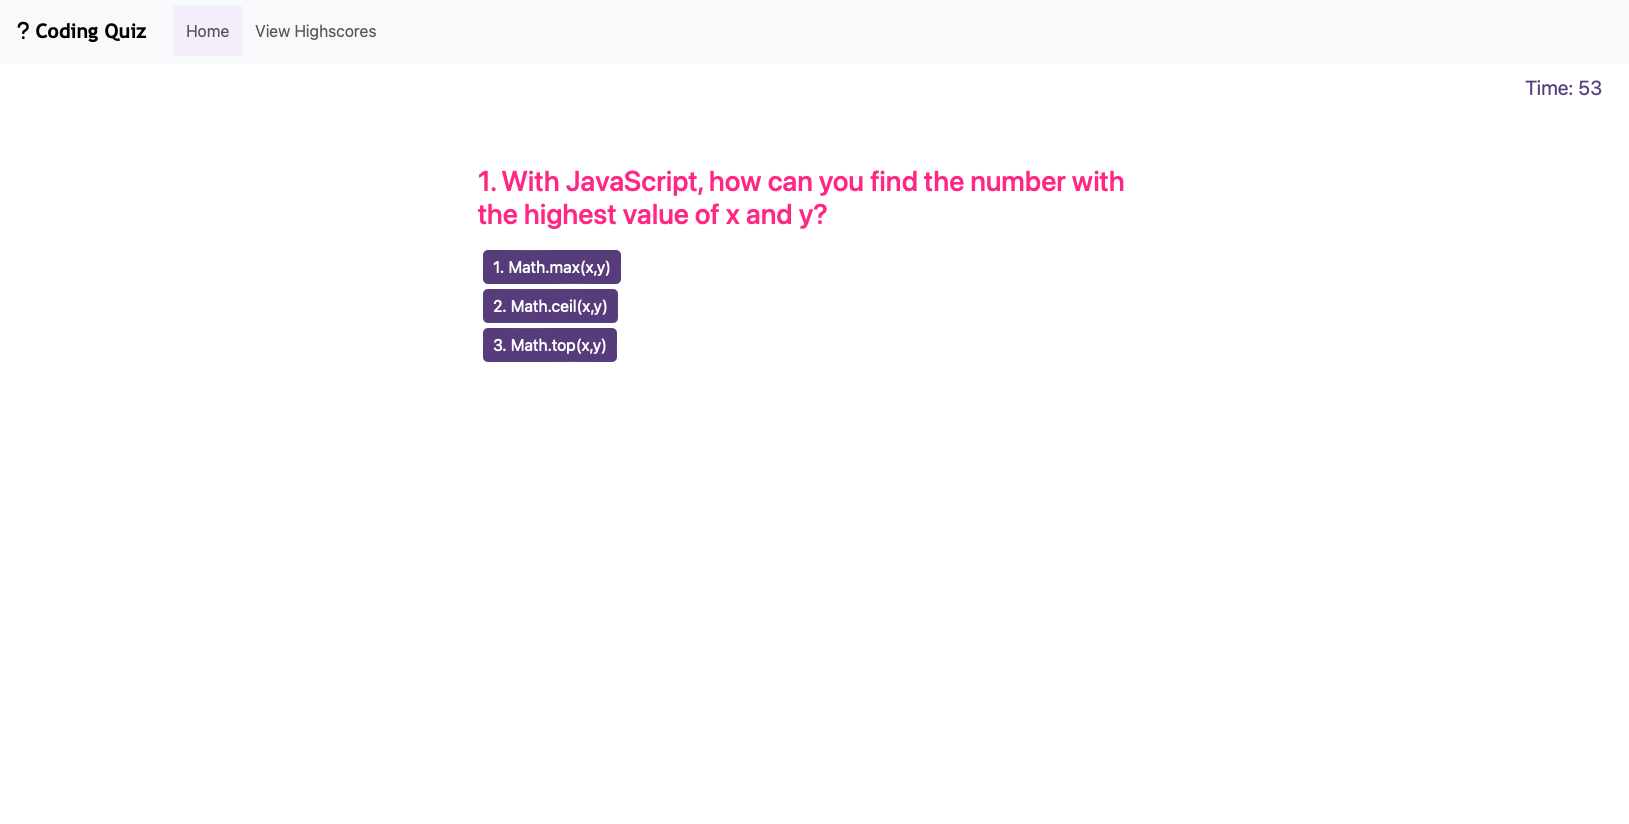 ? Coding Quiz Home View Highscores
Time: 53
1. With JavaScript, how can you find the number with
the highest value of x and y?
1. Math.max(x,y)
2. Math.ceil(x,y)
3. Math.top(x,y)